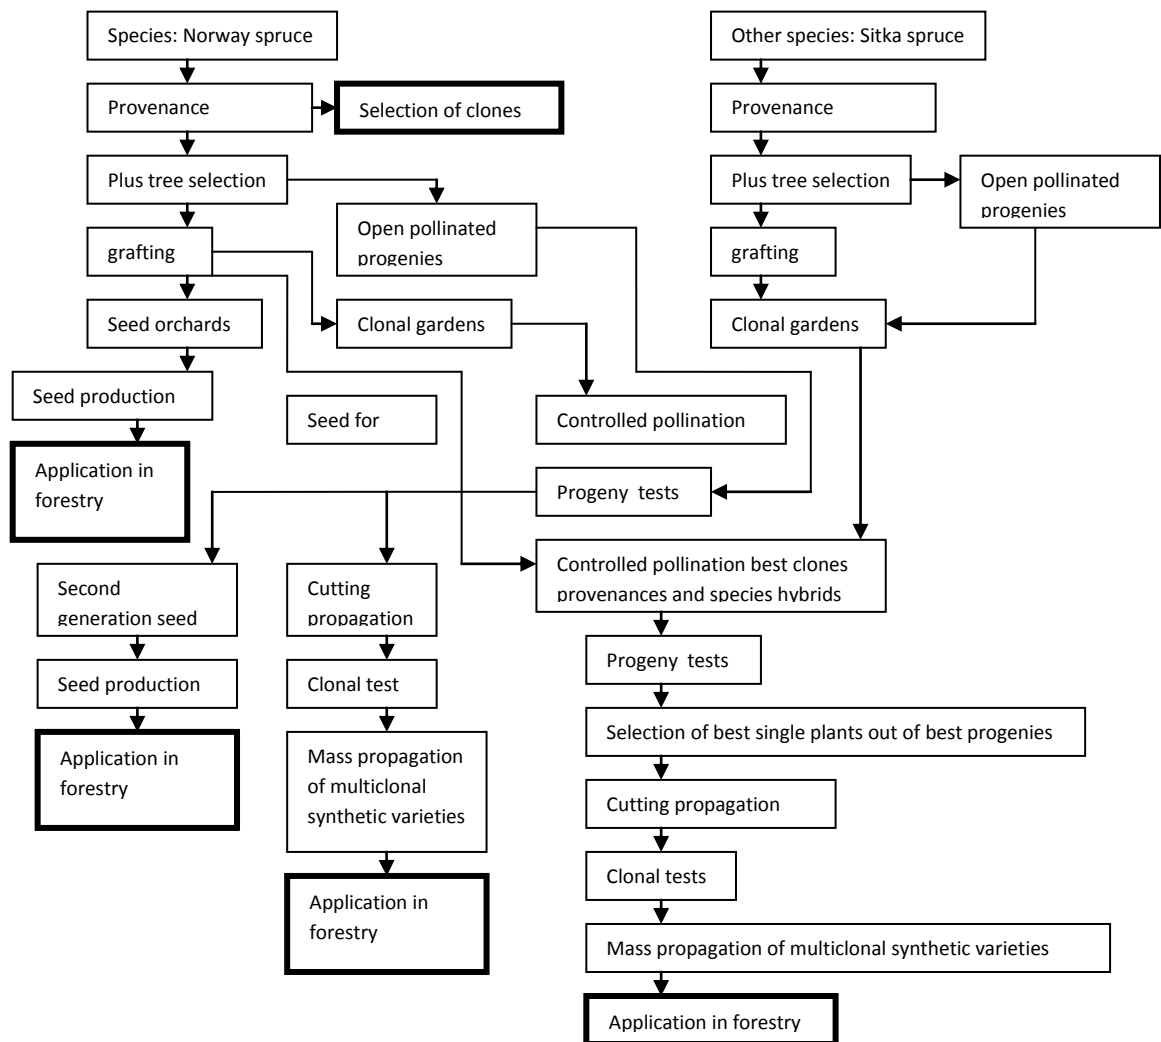 Species: Norway spruce
Other species: Sitka spruce
Provenance
Selection of clones
Provenance
Plus tree selection
Plus tree selection
Open pollinated
progenies
Open pollinated
progenies
grafting
grafting
Seed orchards
Clonal gardens
Clonal gardens
Seed production
Seed for
Controlled pollination
Application in
forestry
Progeny tests
Second
generation seed
Cutting
propagation
Controlled pollination best clones
provenances and species hybrids
Seed production
Clonal test
Progeny tests
Application in
forestry
Mass propagation
of multiclonal
synthetic varieties
Selection of best single plants out of best progenies
Cutting propagation
Application in
forestry
Clonal tests
Mass propagation of multiclonal synthetic varieties
Application in forestry